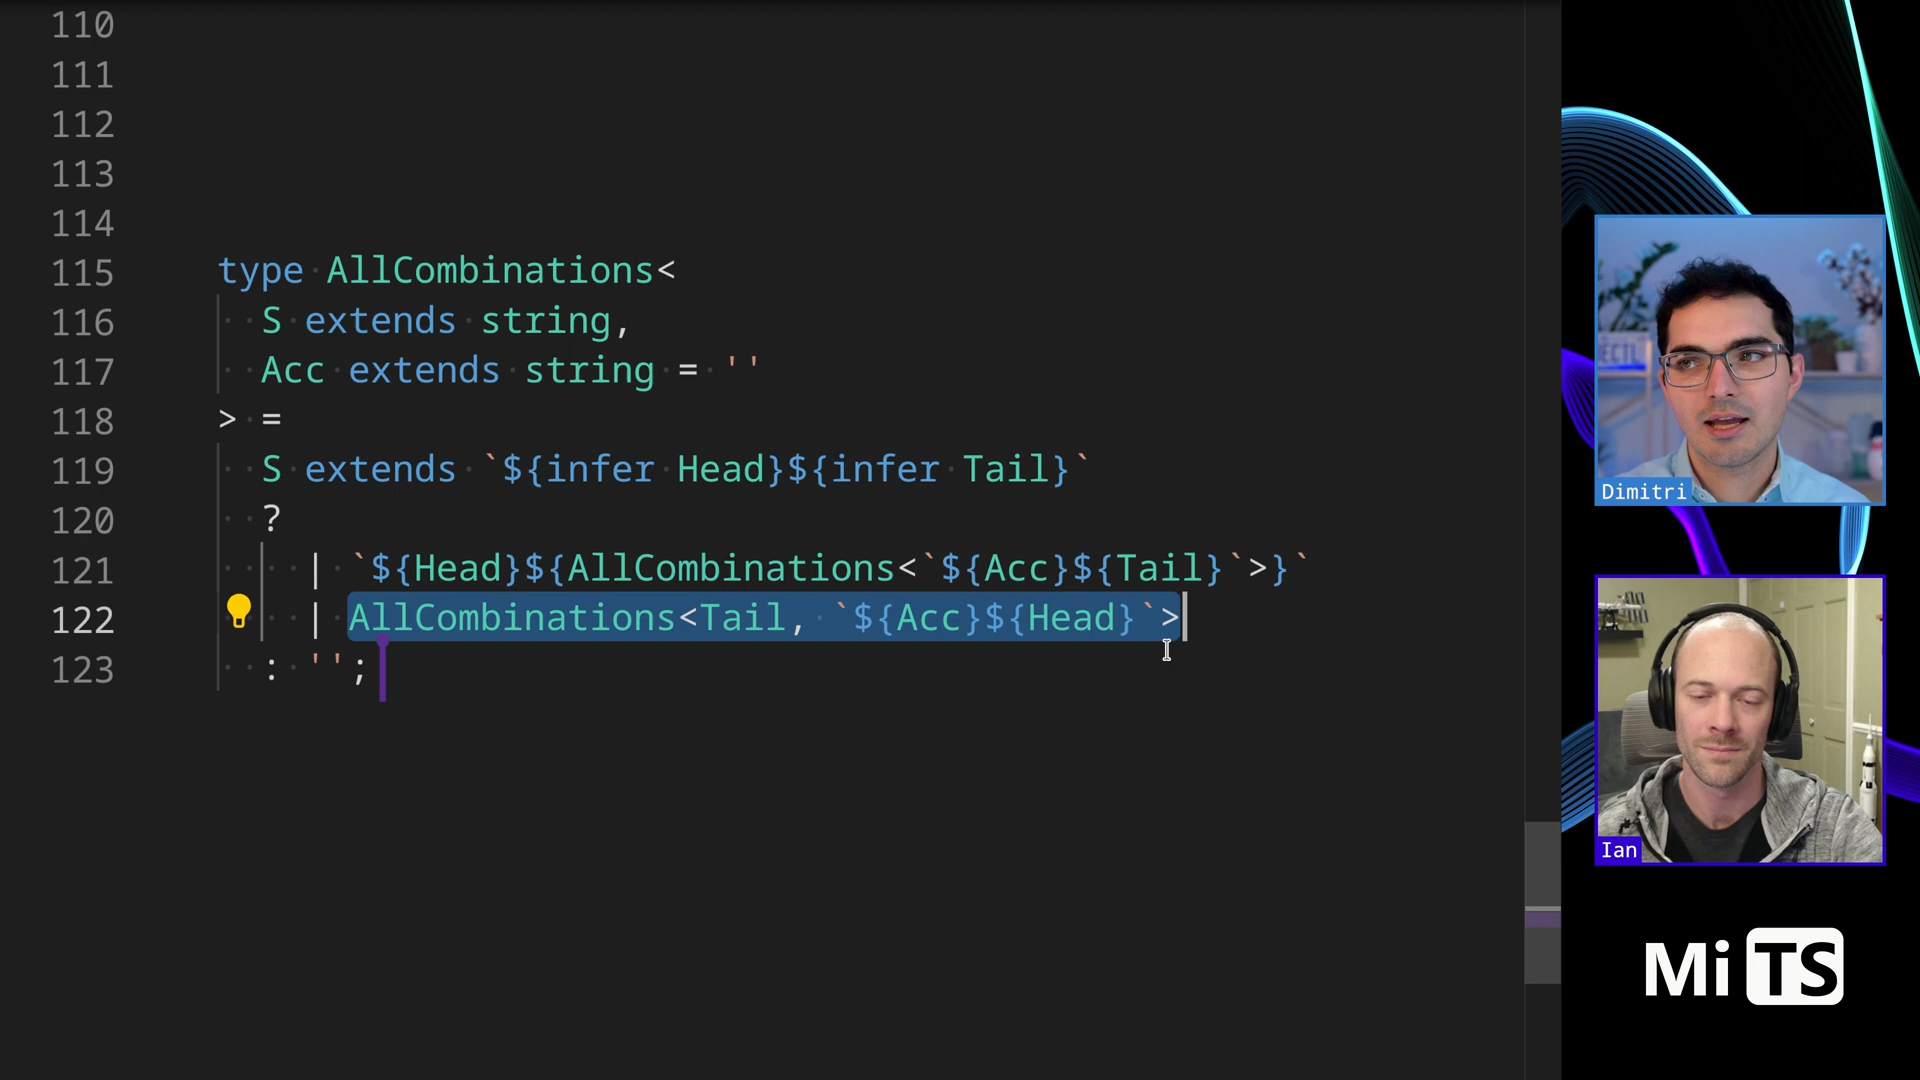 110
111
112
113
114
115 type AllCombinations<
116 S extends string,
117 Acc extends string = ''
118 > =
119 S extends `${infer Head}${infer Tail}`
120 ?
121 | `${Head}${AllCombinations<`${Acc}${Tail}`>}`
122 | AllCombinations<Tail, `${Acc}${Head}`>
123 : '';
Dimitri
Ian
MiTS